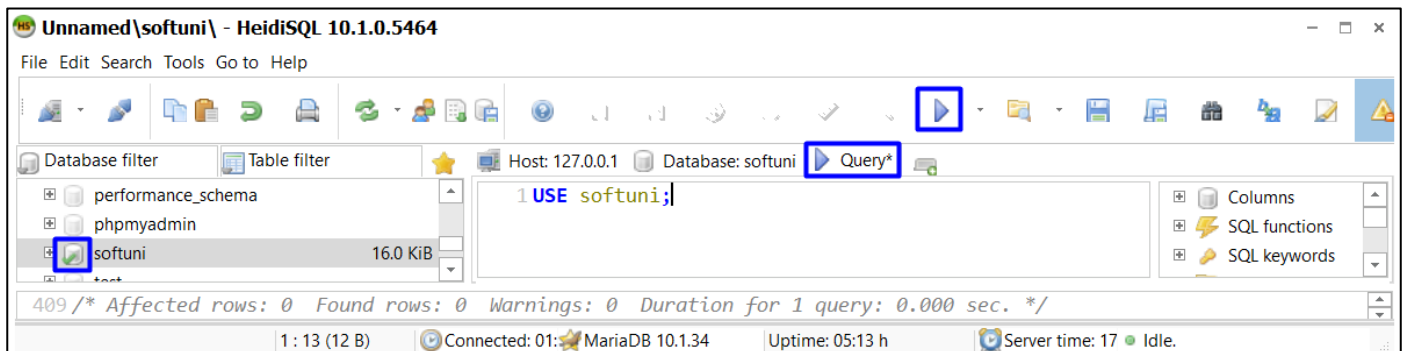 Unnamed\softuni\ - HeidiSQL 10.1.0.5464
File Edit Search Tools Go to Help
Database filter Table filter Host: 127.0.0.1 Database: softuni Query*
performance_schema
phpmyadmin
softuni 16.0 KiB
test
1 USE softuni;
Columns
SQL functions
SQL keywords
409 /* Affected rows: 0 Found rows: 0 Warnings: 0 Duration for 1 query: 0.000 sec. */
1 : 13 (12 B) Connected: 01: MariaDB 10.1.34 Uptime: 05:13 h Server time: 17 Idle.